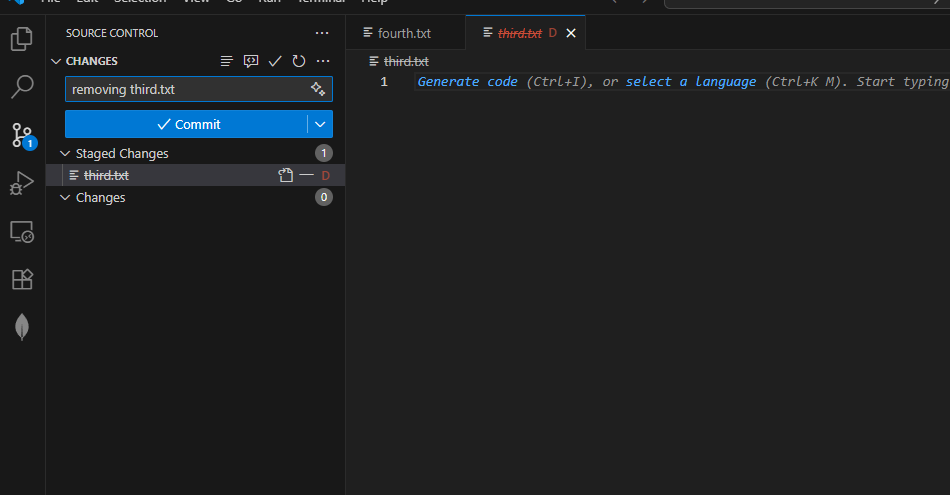 File Edit Selection View Go Run Terminal Help
SOURCE CONTROL
CHANGES
removing third.txt
Commit
Staged Changes 1
third.txt D
Changes 0
1
fourth.txt
third.txt D
third.txt
1 Generate code (Ctrl+I), or select a language (Ctrl+K M). Start typing